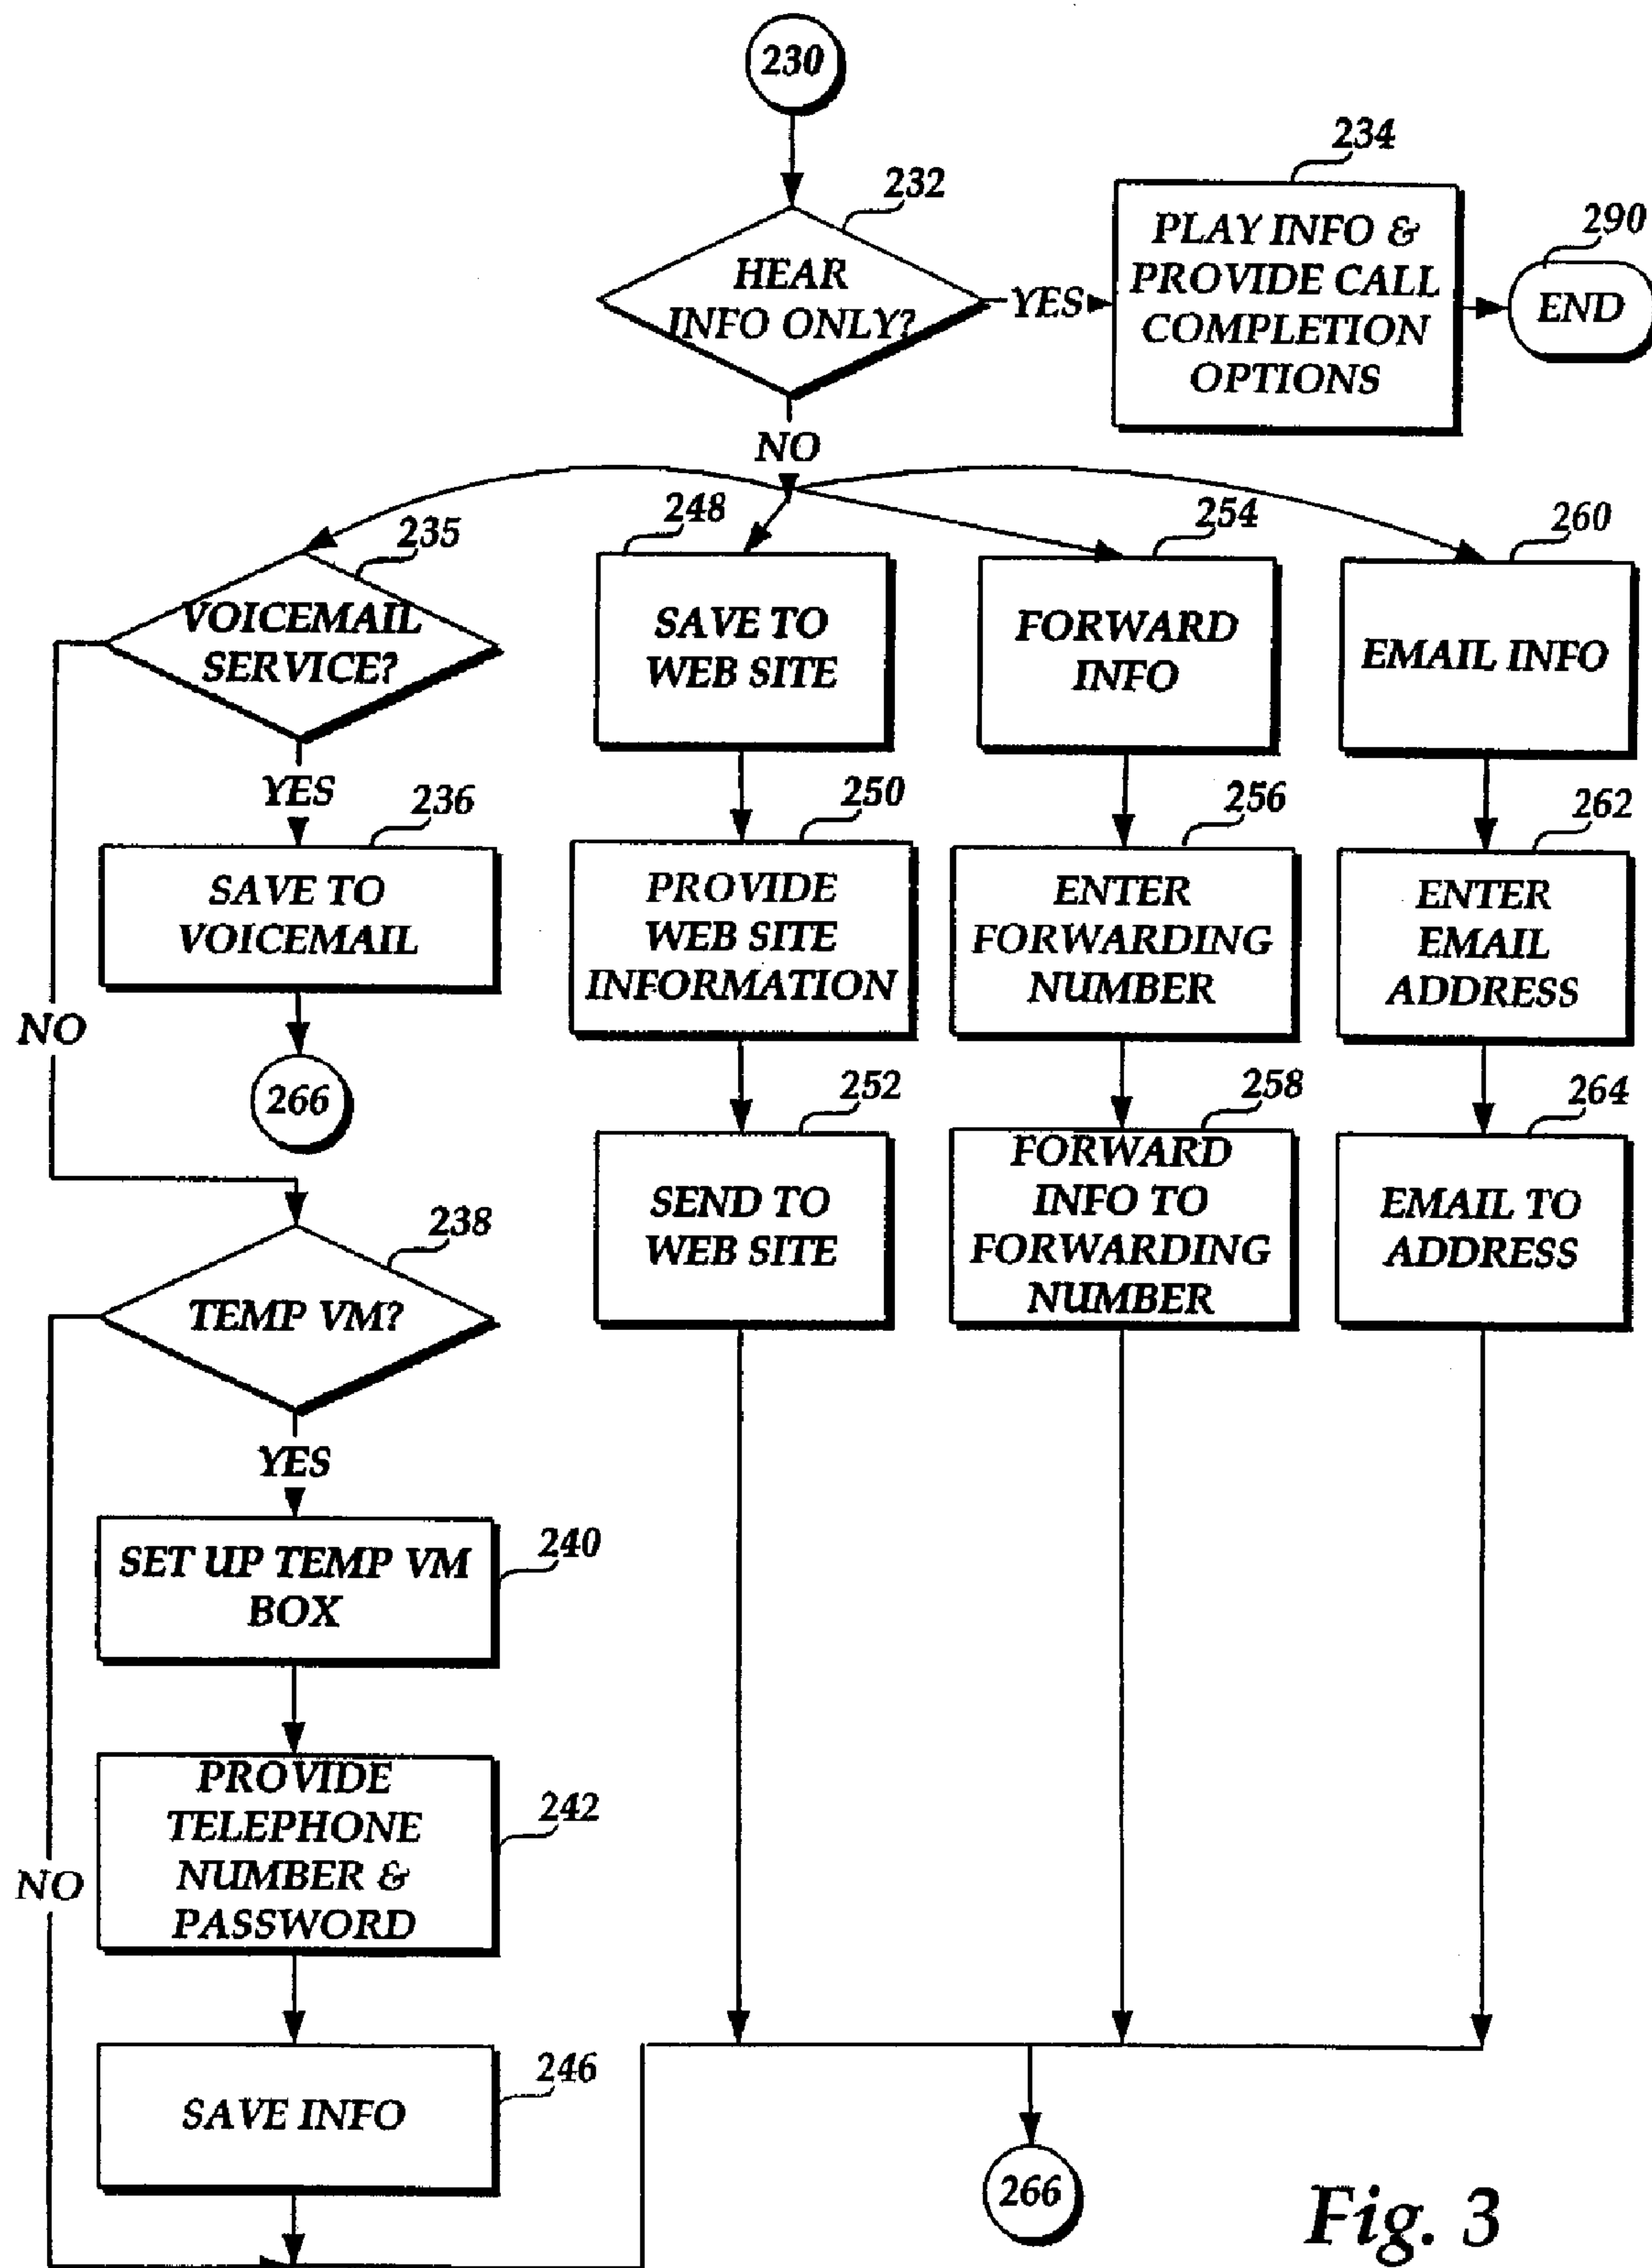 230
232
HEAR
INFO ONLY?
YES
234
PLAY INFO &
PROVIDE CALL
COMPLETION
OPTIONS
290
END
NO
235
VOICEMAIL
SERVICE?
YES
236
SAVE TO
VOICEMAIL
266
NO
238
TEMP VM?
YES
240
SET UP TEMP VM
BOX
242
PROVIDE
TELEPHONE
NUMBER &
PASSWORD
NO
246
SAVE INFO
248
SAVE TO
WEB SITE
250
PROVIDE
WEB SITE
INFORMATION
252
SEND TO
WEB SITE
254
FORWARD
INFO
256
ENTER
FORWARDING
NUMBER
258
FORWARD
INFO TO
FORWARDING
NUMBER
260
EMAIL INFO
262
ENTER
EMAIL
ADDRESS
264
EMAIL TO
ADDRESS
266
Fig. 3